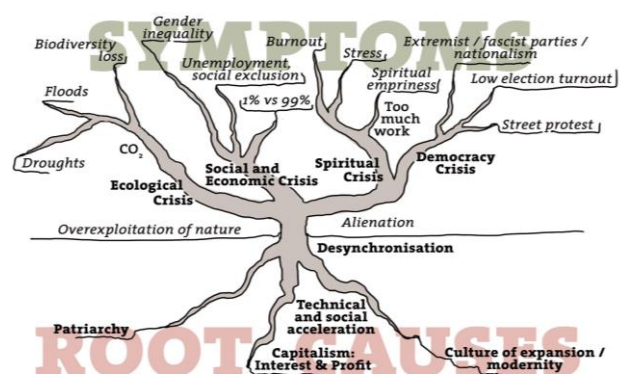 SYMPTOMS
Gender
inequality
Biodiversity
loss
Burnout
Extremist / fascist parties /
nationalism
Stress
Unemployment,
social exclusion
Spiritual
empriness
Low election turnout
Floods
1% vs 99%
Too
much
work
Street protest
CO2
Droughts
Social and
Economic Crisis
Spiritual
Crisis
Democracy
Crisis
Ecological
Crisis
Overexploitation of nature
Alienation
Desynchronisation
Technical
and social
acceleration
Patriarchy
ROOT CAUSES
Capitalism:
Interest & Profit
Culture of expansion /
modernity